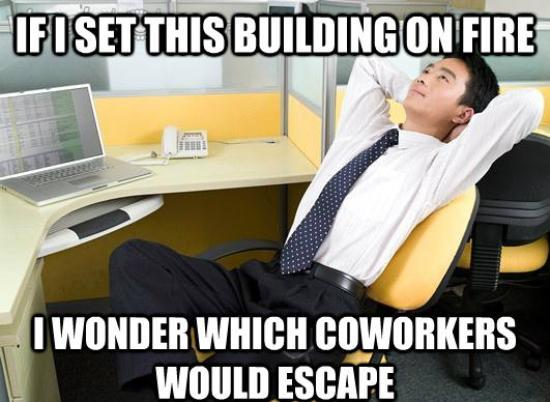 IF I SET THIS BUILDING ON FIRE
I WONDER WHICH COWORKERS
WOULD ESCAPE